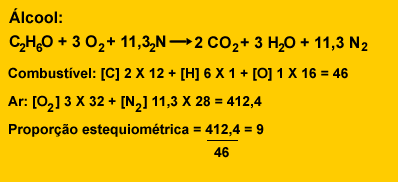 Álcool:
C₂H₆O + 3 O₂ + 11,3₂N ⟶ 2 CO₂ + 3 H₂O + 11,3 N₂
Combustível: [C] 2 X 12 + [H] 6 X 1 + [O] 1 X 16 = 46
Ar: [O₂] 3 X 32 + [N₂] 11,3 X 28 = 412,4
Proporção estequiométrica = 412,4 = 9
46